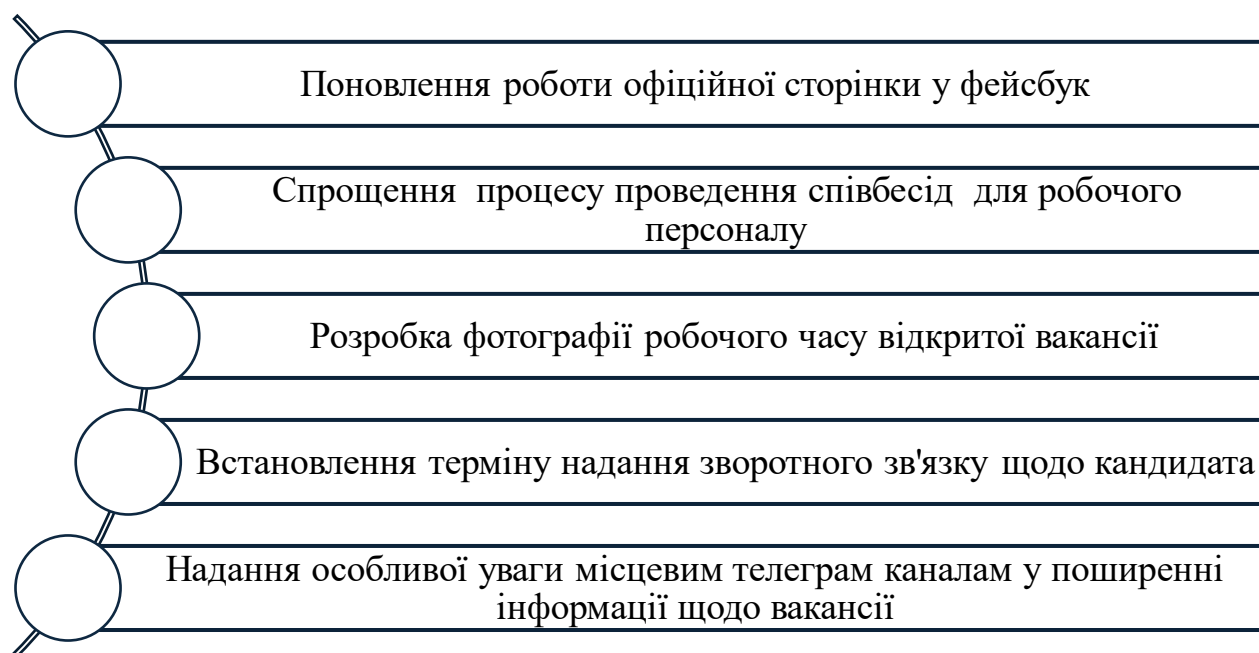 Поновлення роботи офіційної сторінки у фейсбук
Спрощення процесу проведення співбесід для робочого
персоналу
Розробка фотографії робочого часу відкритої вакансії
Встановлення терміну надання зворотного зв'язку щодо кандидата
Надання особливої уваги місцевим телеграм каналам у поширенні
інформації щодо вакансії